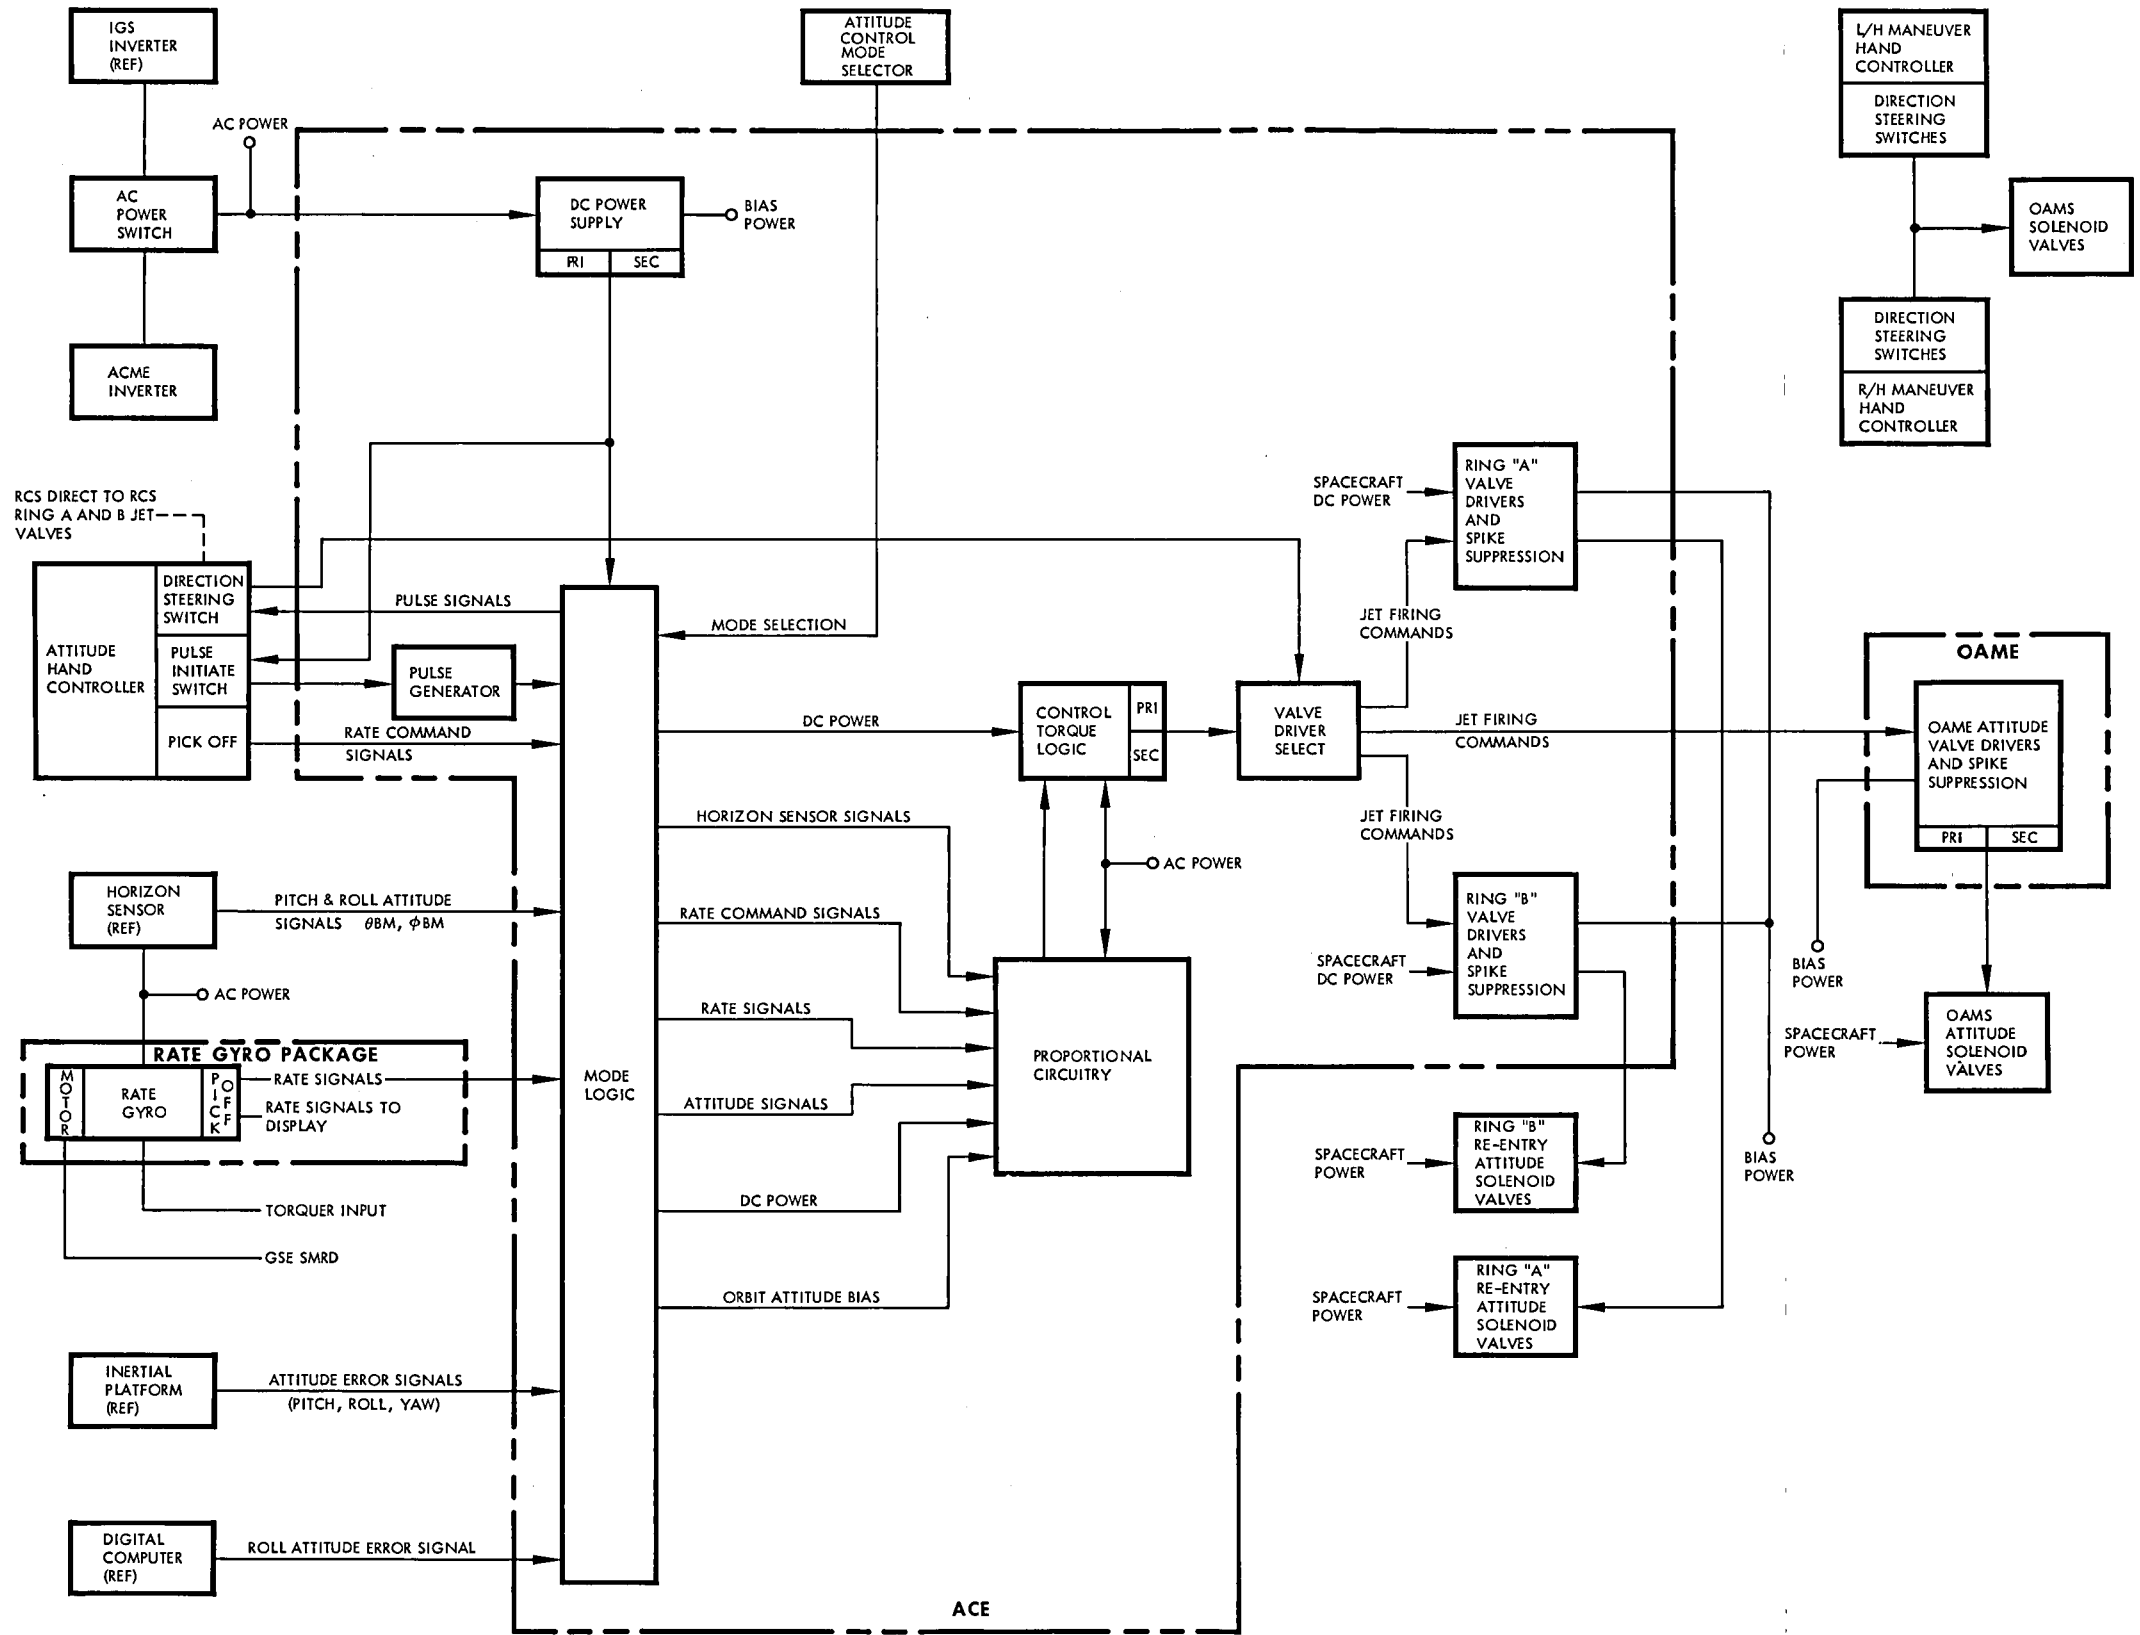 IGS
INVERTER
(REF)
ATTITUDE
CONTROL
MODE
SELECTOR
L/H MANEUVER
HAND
CONTROLLER
DIRECTION
STEERING
SWITCHES
AC POWER
AC
POWER
SWITCH
DC POWER
SUPPLY
PRI
SEC
BIAS
POWER
OAMS
SOLENOID
VALVES
DIRECTION
STEERING
SWITCHES
R/H MANEUVER
HAND
CONTROLLER
ACME
INVERTER
RCS DIRECT TO RCS
RING A AND B JET
VALVES
ATTITUDE
HAND
CONTROLLER
DIRECTION
STEERING
SWITCH
PULSE
INITIATE
SWITCH
PICK OFF
PULSE SIGNALS
PULSE
GENERATOR
RATE COMMAND
SIGNALS
MODE SELECTION
DC POWER
CONTROL
TORQUE
LOGIC
PRI
SEC
VALVE
DRIVER
SELECT
SPACECRAFT
DC POWER
RING "A"
VALVE
DRIVERS
AND
SPIKE
SUPPRESSION
JET FIRING
COMMANDS
JET FIRING
COMMANDS
JET FIRING
COMMANDS
OAME
OAME ATTITUDE
VALVE DRIVERS
AND SPIKE
SUPPRESSION
PRI
SEC
HORIZON SENSOR SIGNALS
AC POWER
HORIZON
SENSOR
(REF)
PITCH & ROLL ATTITUDE
SIGNALS θBM, ϕBM
RATE COMMAND SIGNALS
RING "B"
VALVE
DRIVERS
AND
SPIKE
SUPPRESSION
SPACECRAFT
DC POWER
BIAS
POWER
AC POWER
RATE SIGNALS
OAMS
ATTITUDE
SOLENOID
VALVES
SPACECRAFT
POWER
RATE GYRO PACKAGE
MOTOR
RATE
GYRO
PICK
OFF
RATE SIGNALS
RATE SIGNALS TO
DISPLAY
MODE
LOGIC
PROPORTIONAL
CIRCUITRY
ATTITUDE SIGNALS
RING "B"
RE-ENTRY
ATTITUDE
SOLENOID
VALVES
SPACECRAFT
POWER
BIAS
POWER
TORQUER INPUT
DC POWER
GSE SMRD
ORBIT ATTITUDE BIAS
SPACECRAFT
POWER
RING "A"
RE-ENTRY
ATTITUDE
SOLENOID
VALVES
INERTIAL
PLATFORM
(REF)
ATTITUDE ERROR SIGNALS
(PITCH, ROLL, YAW)
DIGITAL
COMPUTER
(REF)
ROLL ATTITUDE ERROR SIGNAL
ACE